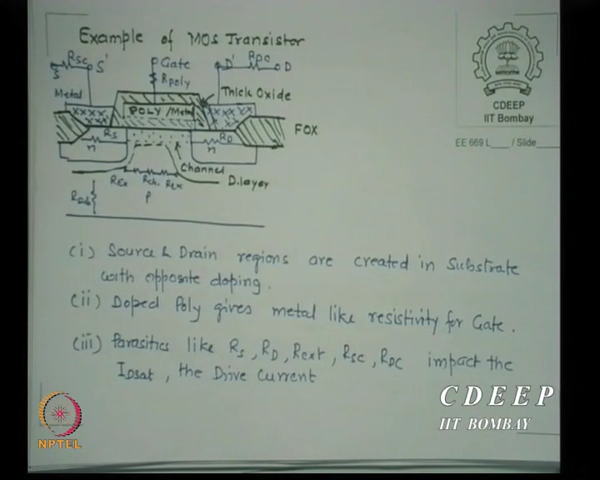 Example of MOS Transistor
S RSC S' Gate D' RDC D
Rpoly
Metal Thick Oxide
POLY/Metal
FOX
RS RD
n n
Channel
Rex Rch Rex D.layer
Rsub P
(i) Source & Drain regions are created in Substrate
with opposite doping.
(ii) Doped Poly gives metal like resistivity for Gate.
(iii) Parasitics like RS, RD, Rext, RSC, RDC impact the
IDsat, the Drive Current
CDEEP
IIT Bombay
EE 669 L____ / Slide____
CDEEP
IIT BOMBAY
NPTEL